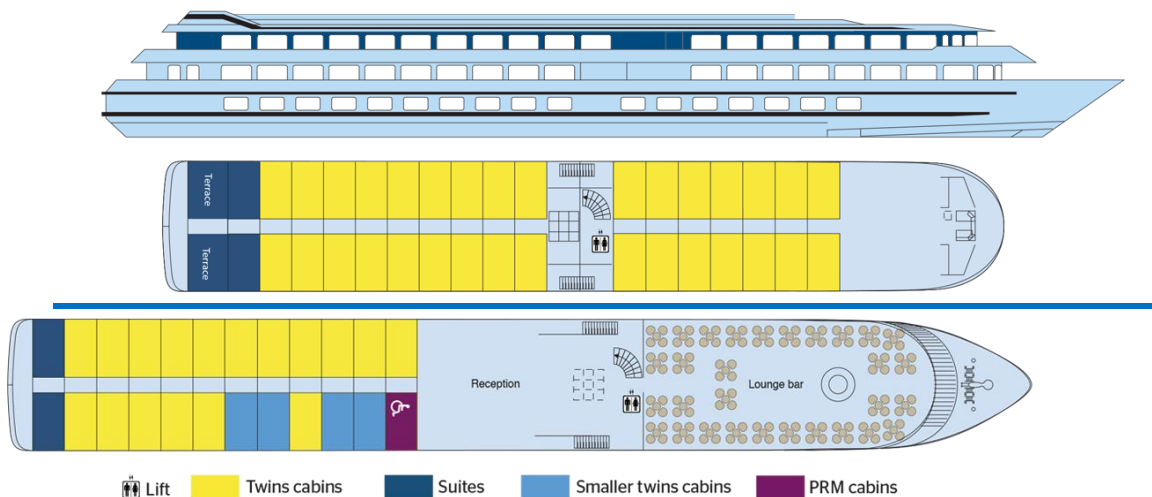 Terrace
Terrace
Reception
Lounge bar
Lift
Twins cabins
Suites
Smaller twins cabins
PRM cabins